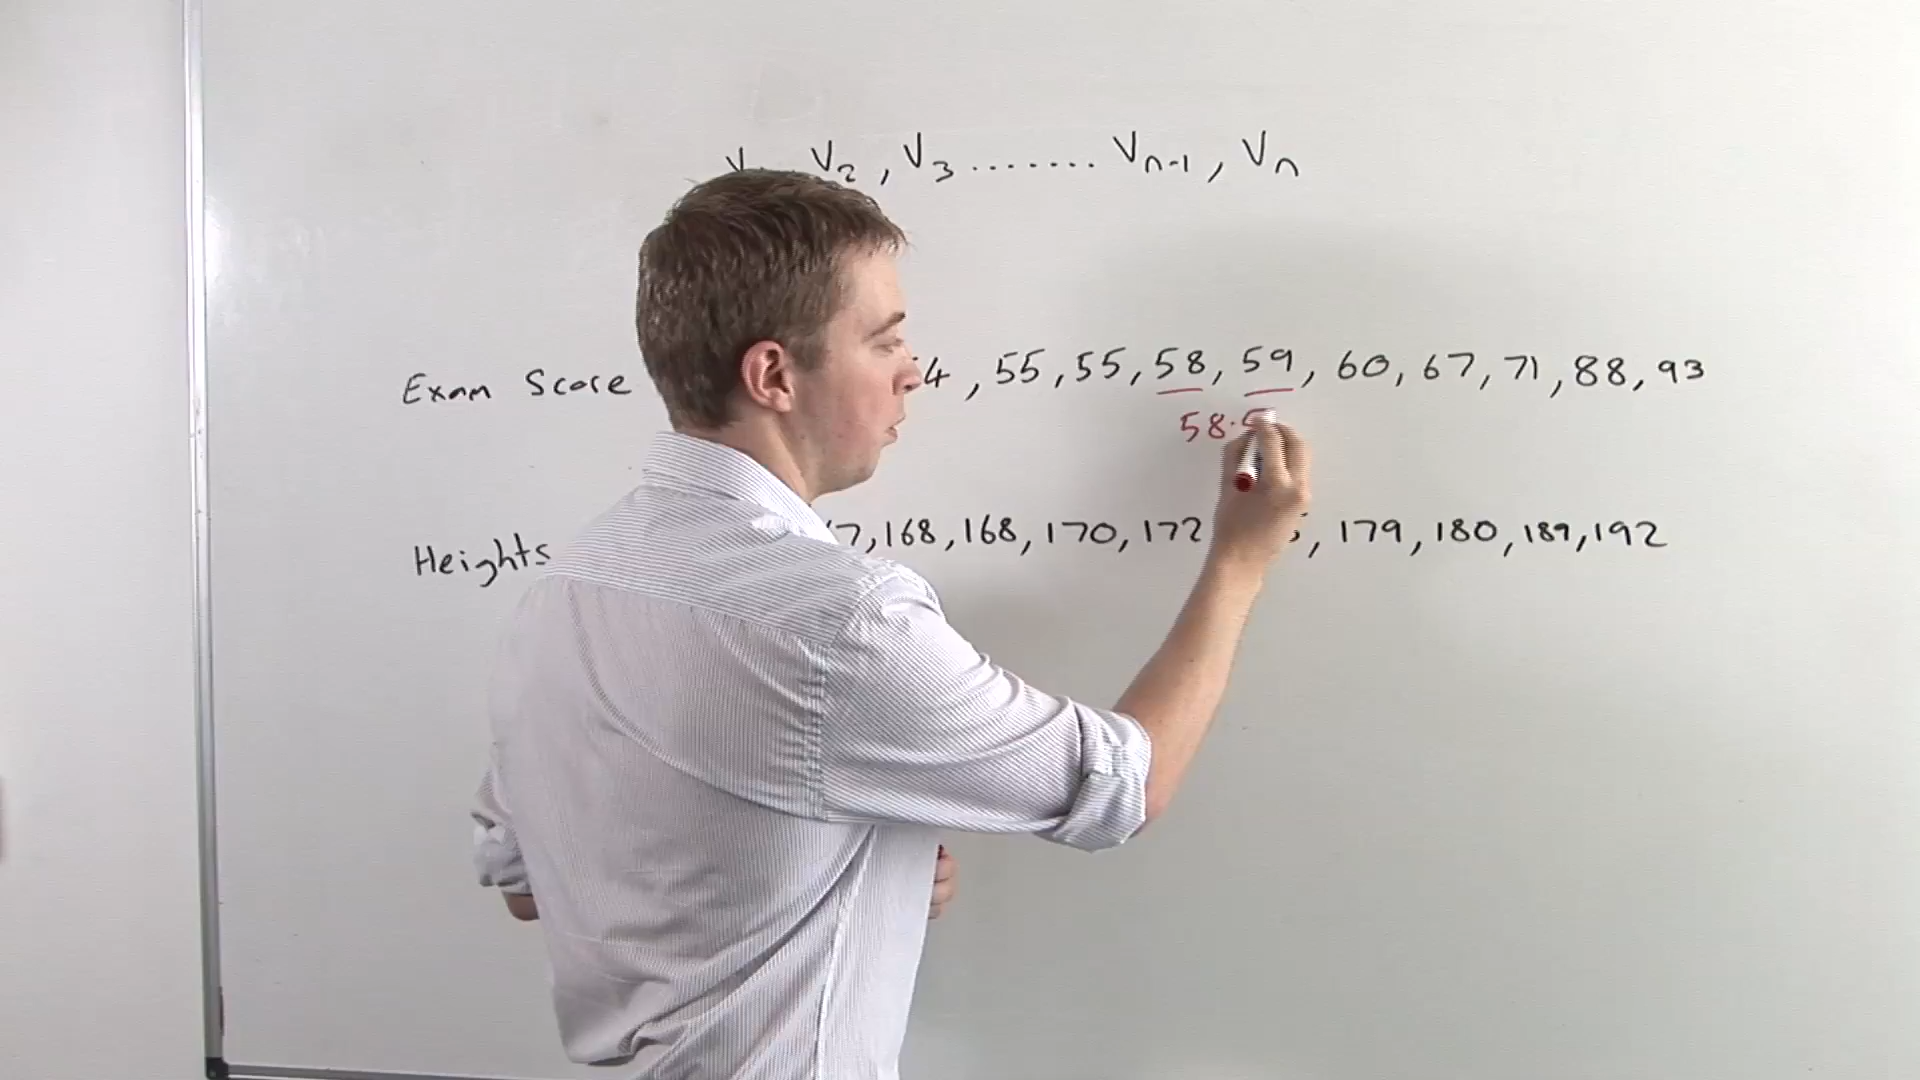 V2, V3.......Vn-1, Vn
Exam Score 4, 55, 55, 58, 59, 60, 67, 71, 88, 93
58.5
Heights 7, 168, 168, 170, 172, 179, 180, 189, 192